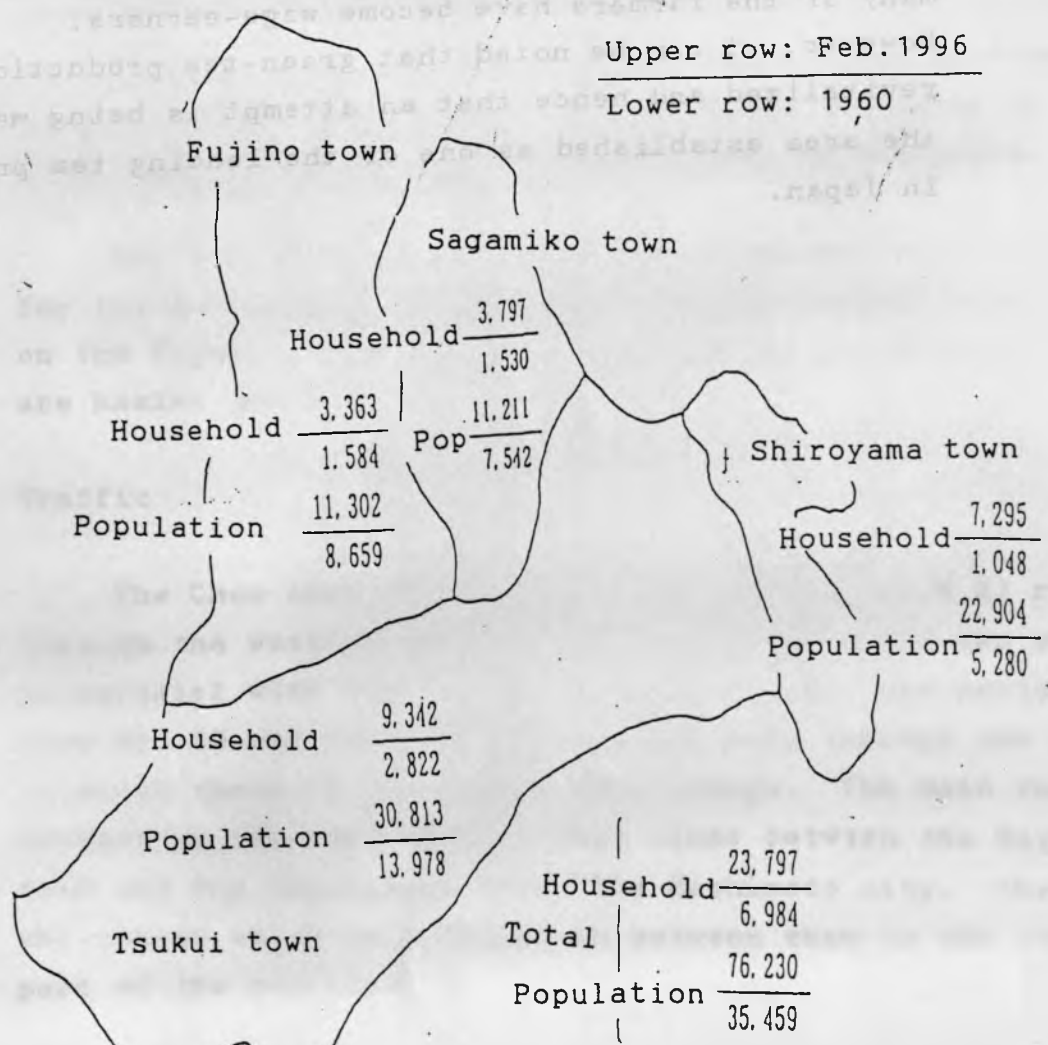 Upper row: Feb. 1996
Lower row: 1960
Fujino town
Sagamiko town
Household 3,797
1,530
Pop 11,211
7,542
Household 3,363
1,584
Population 11,302
8,659
Shiroyama town
Household 7,295
1,048
Population 22,904
5,280
Household 9,342
2,822
Population 30,813
13,978
Tsukui town
Total
Household 23,797
6,984
Population 76,230
35,459